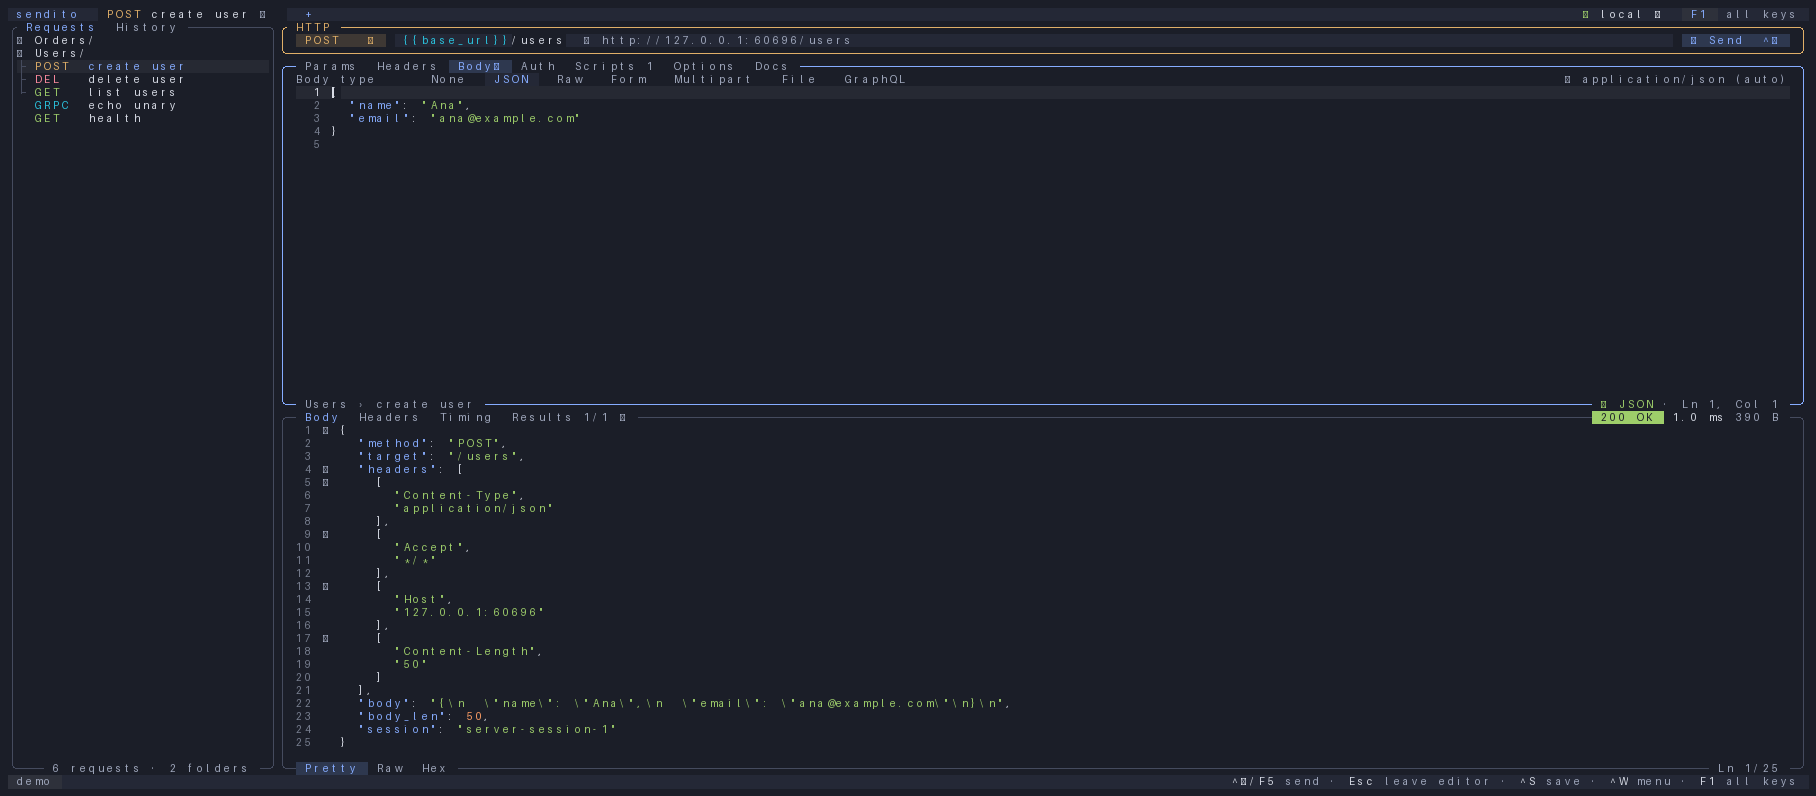 sendito POST create user + local F1 all keys
Requests History
HTTP
Orders/
POST {{base_url}}/users http://127.0.0.1:60696/users Send ^
Users/
POST create user
Params Headers Body Auth Scripts 1 Options Docs
DEL delete user
Body type None JSON Raw Form Multipart File GraphQL application/json (auto)
GET list users
1 {
GRPC echo unary
2 "name": "Ana",
GET health
3 "email": "ana@example.com"
4 }
5
Users › create user JSON · Ln 1, Col 1
Body Headers Timing Results 1/1 200 OK 1.0 ms 390 B
1 {
2 "method": "POST",
3 "target": "/users",
4 "headers": [
5 [
6 "Content-Type",
7 "application/json"
8 ],
9 [
10 "Accept",
11 "*/*"
12 ],
13 [
14 "Host",
15 "127.0.0.1:60696"
16 ],
17 [
18 "Content-Length",
19 "50"
20 ]
21 ],
22 "body": "{\n  \"name\": \"Ana\",\n  \"email\": \"ana@example.com\"\n}\n",
23 "body_len": 50,
24 "session": "server-session-1"
25 }
6 requests · 2 folders
Pretty Raw Hex Ln 1/25
demo ^/F5 send · Esc leave editor · ^S save · ^W menu · F1 all keys